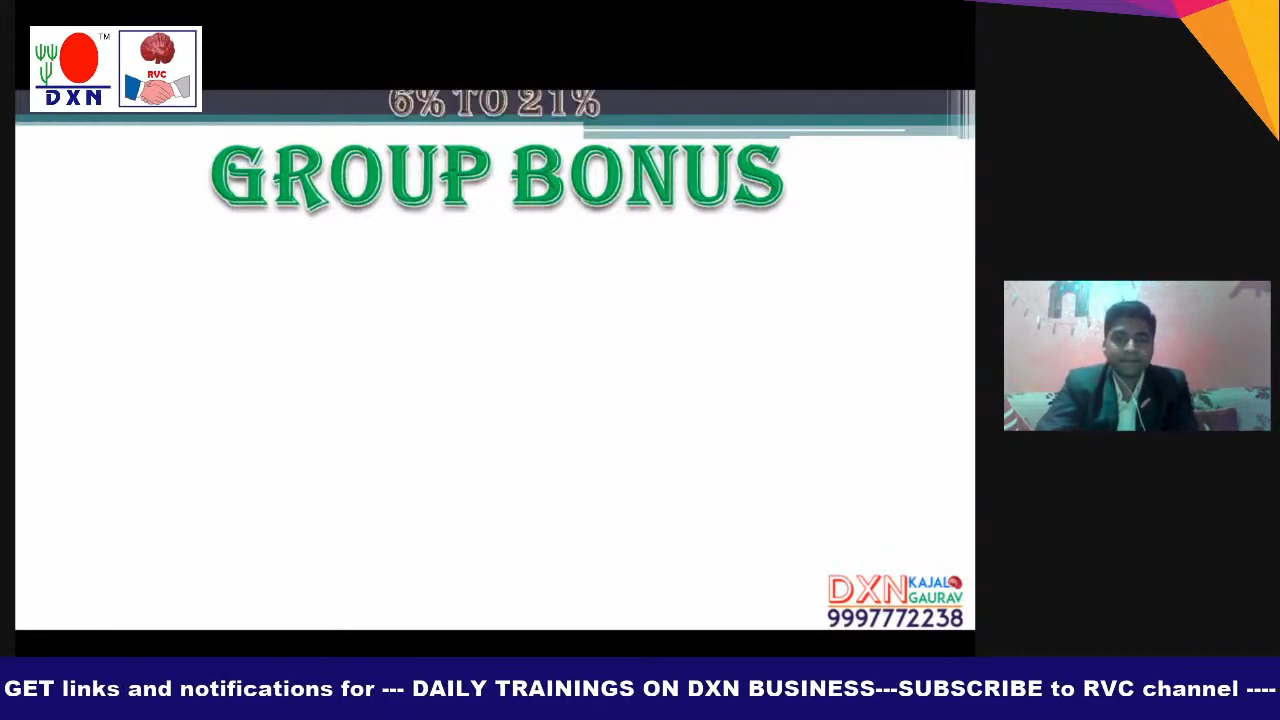 TM
DXN
RVC
6% TO 21%
GROUP BONUS
DXN KAJAL
GAURAV
9997772238
GET links and notifications for --- DAILY TRAININGS ON DXN BUSINESS---SUBSCRIBE to RVC channel ----